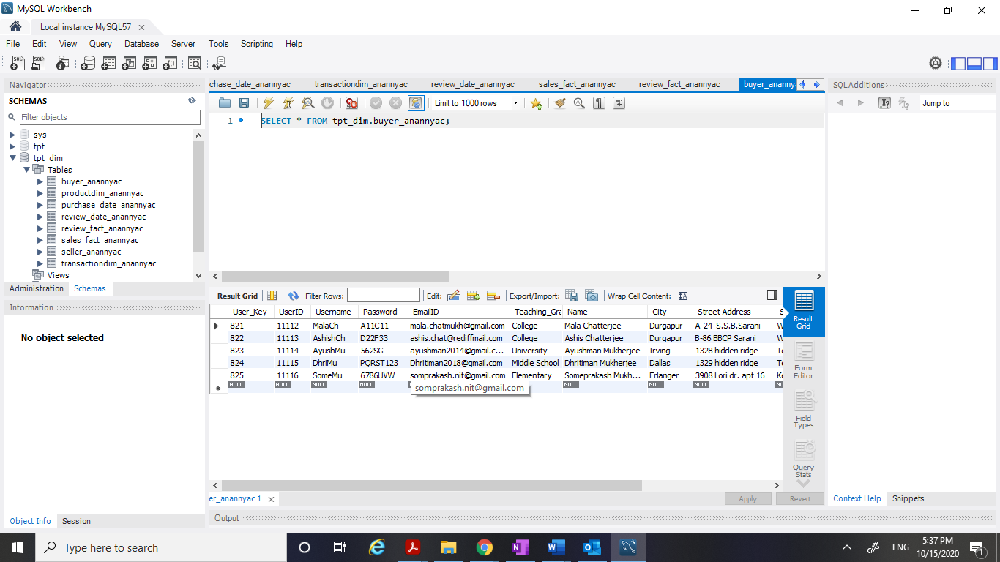 MySQL Workbench
Local instance MySQL57
File Edit View Query Database Server Tools Scripting Help
Navigator
SCHEMAS
Filter objects
sys
tpt
tpt_dim
Tables
buyer_anannyac
productdim_anannyac
purchase_date_anannyac
review_date_anannyac
review_fact_anannyac
sales_fact_anannyac
seller_anannyac
transactiondim_anannyac
Views
Administration Schemas
Information
No object selected
Object Info Session
chase_date_anannyac transactiondim_anannyac review_date_anannyac sales_fact_anannyac review_fact_anannyac buyer_anannya
Limit to 1000 rows
1 SELECT * FROM tpt_dim.buyer_anannyac;
Result Grid Filter Rows: Edit: Export/Import: Wrap Cell Content:
User_Key UserID Username Password EmailID Teaching_Gra Name City Street Address S
821 11112 MalaCh A11C11 mala.chatmukh@gmail.com College Mala Chatterjee Durgapur A-24 S.S.B.Sarani W
822 11113 AshishCh D22F33 ashis.chat@rediffmail.com College Ashis Chatterjee Durgapur B-86 BBCP Sarani W
823 11114 AyushMu 562SG ayushman2014@gmail.c... University Ayushman Mukherjee Irving 1328 hidden ridge Te
824 11115 DhriMu PQRST123 Dhritiman2018@gmail.com Middle School Dhritiman Mukherjee Dallas 1329 hidden ridge Te
825 11116 SomeMu 6786UVW somprakash.nit@gmail.com Elementary Someprakash Mukh... Erlanger 3908 Lori dr. apt 16 Ke
NULL NULL NULL NULL NULL NULL NULL NULL
somprakash.nit@gmail.com
Result Grid
Form Editor
Field Types
Query Stats
er_anannyac 1
Apply Revert
Output
SQLAdditions
Jump to
Context Help Snippets
Type here to search
ENG
5:37 PM
10/15/2020
1